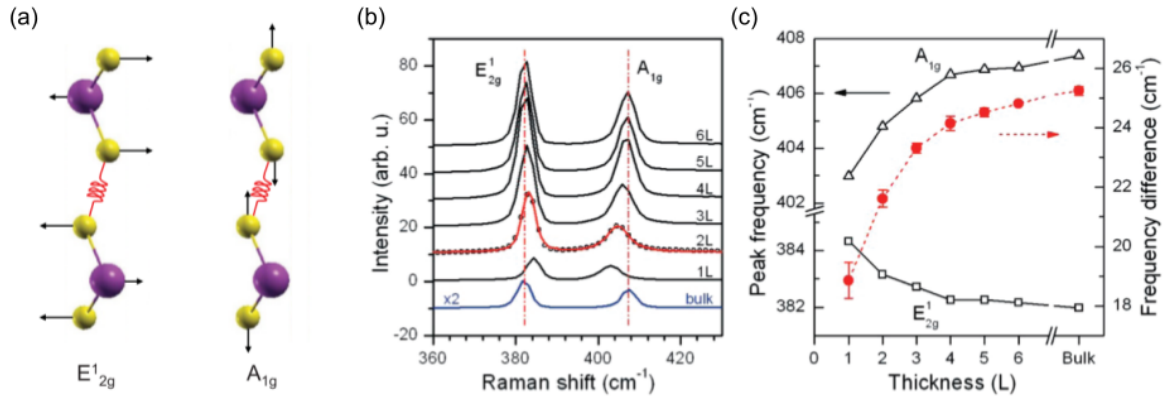 (a)
E¹₂g
A₁g
(b)
E¹₂g
A₁g
80
60
40
20
0
-20
Intensity (arb. u.)
6L
5L
4L
3L
2L
1L
x2
bulk
360
380
400
420
Raman shift (cm⁻¹)
(c)
A₁g
E¹₂g
408
406
404
402
384
382
Peak frequency (cm⁻¹)
26
24
22
20
18
Frequency difference (cm⁻¹)
0
1
2
3
4
5
6
Bulk
Thickness (L)